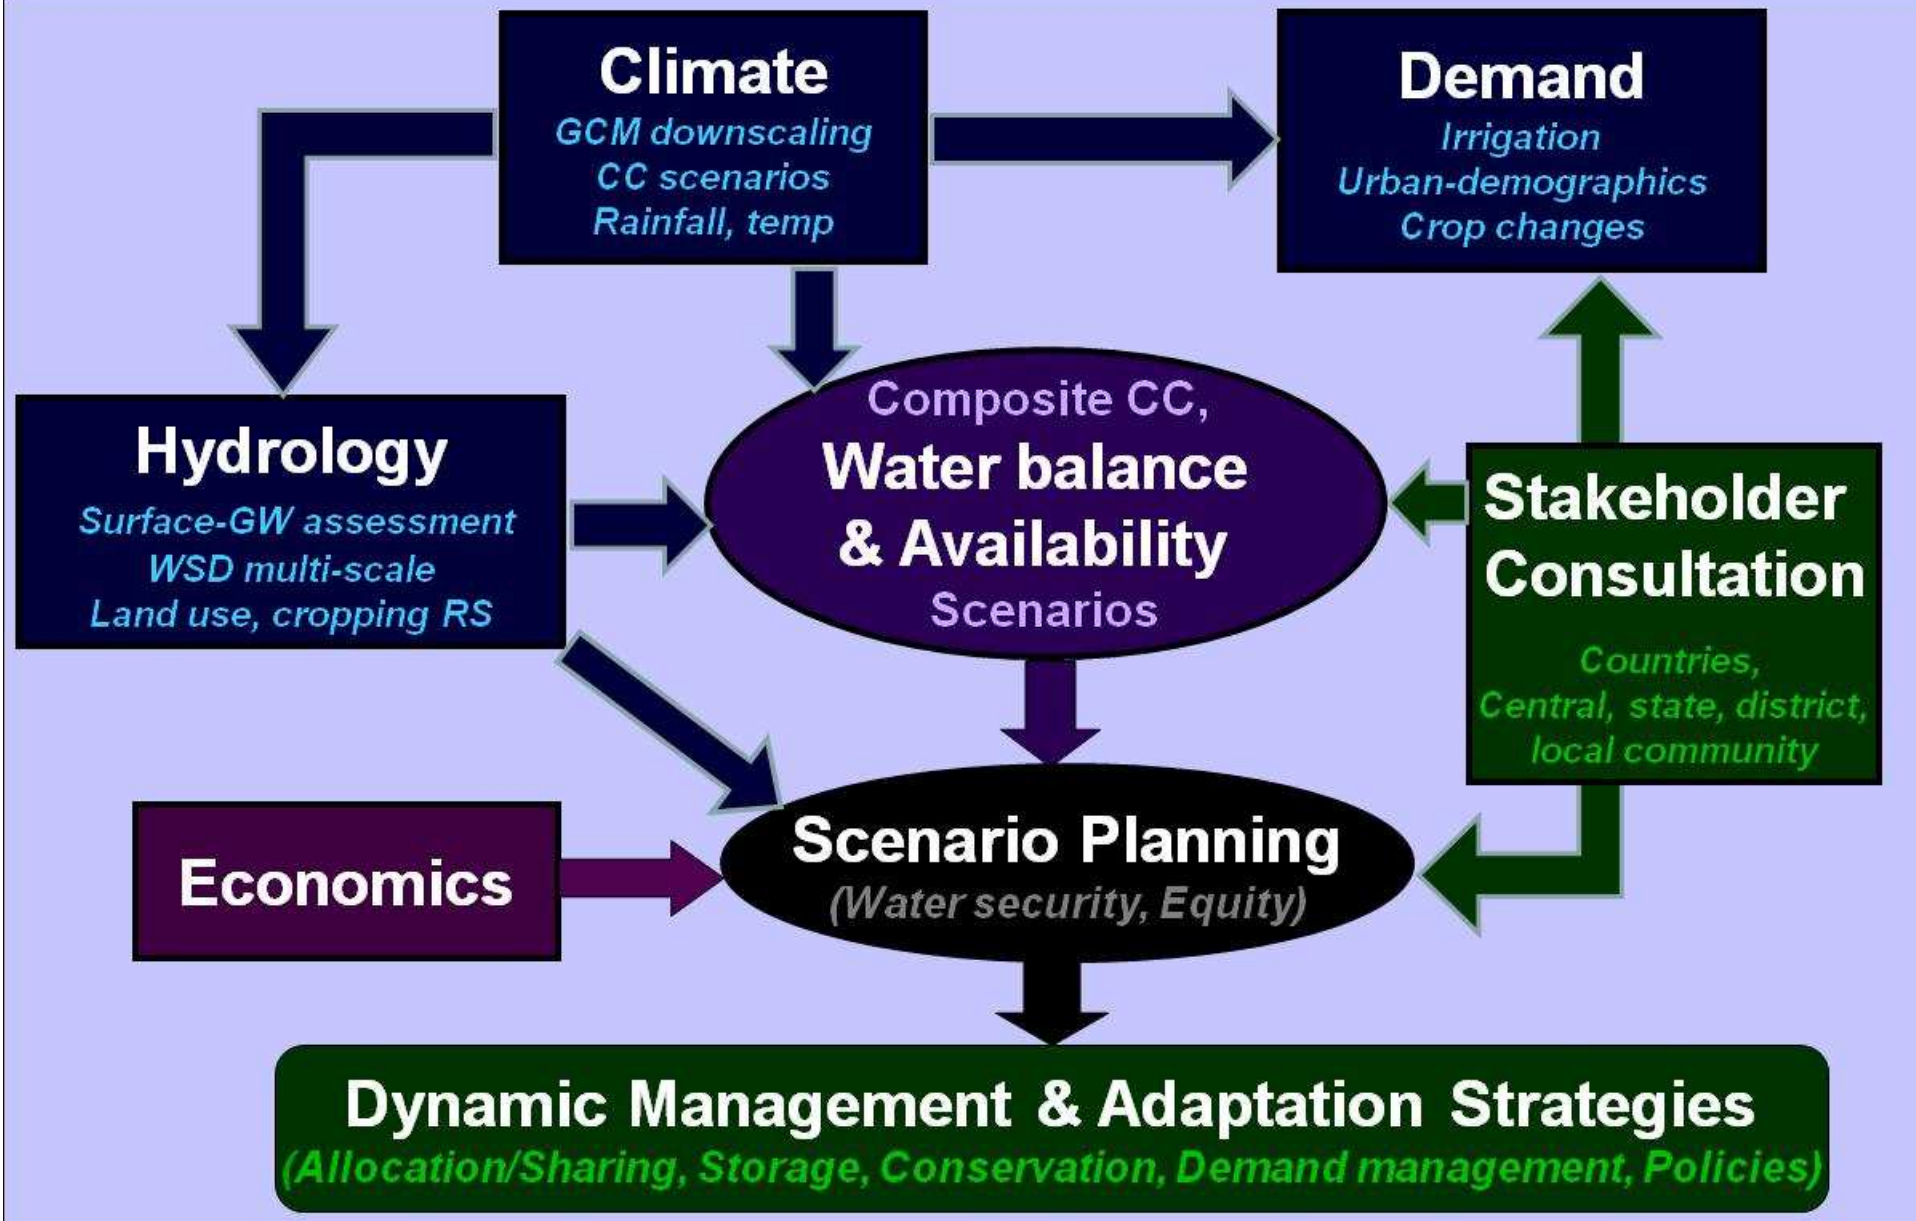 Climate
GCM downscaling
CC scenarios
Rainfall, temp
Demand
Irrigation
Urban-demographics
Crop changes
Hydrology
Surface-GW assessment
WSD multi-scale
Land use, cropping RS
Composite CC,
Water balance
& Availability
Scenarios
Stakeholder
Consultation
Countries,
Central, state, district,
local community
Economics
Scenario Planning
(Water security, Equity)
Dynamic Management & Adaptation Strategies
(Allocation/Sharing, Storage, Conservation, Demand management, Policies)